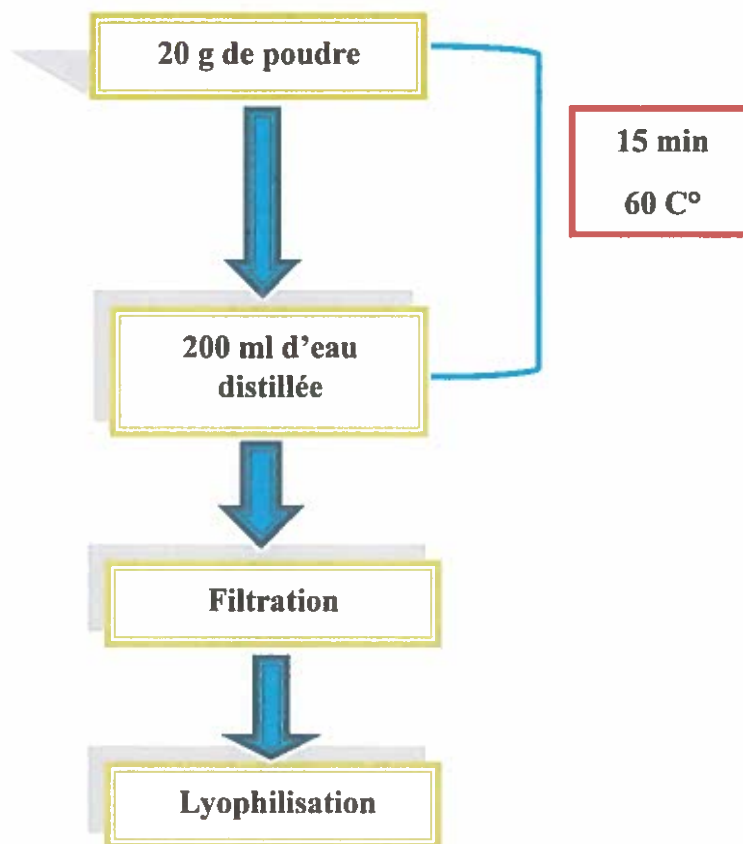 20 g de poudre
15 min
60 C°
200 ml d’eau
distillée
Filtration
Lyophilisation